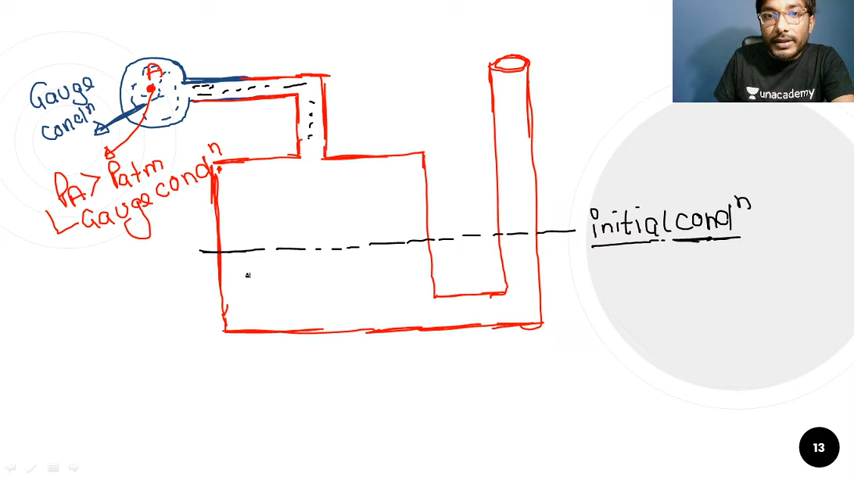 unacademy
A
Gauge
condⁿ
PA > Patm
Gauge condⁿ
initial condⁿ
13